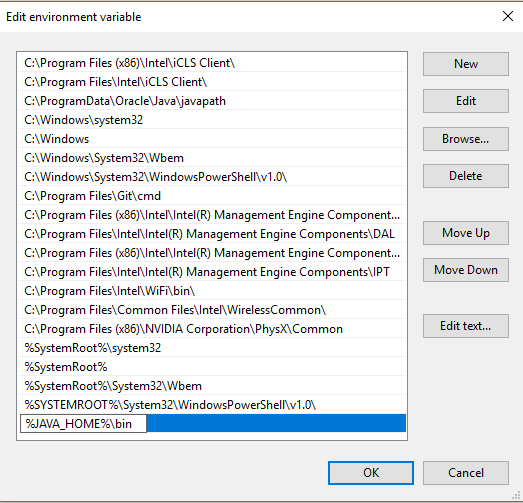 Edit environment variable
C:\Program Files (x86)\Intel\iCLS Client\
C:\Program Files\Intel\iCLS Client\
C:\ProgramData\Oracle\Java\javapath
C:\Windows\system32
C:\Windows
C:\Windows\System32\Wbem
C:\Windows\System32\WindowsPowerShell\v1.0\
C:\Program Files\Git\cmd
C:\Program Files (x86)\Intel\Intel(R) Management Engine Component...
C:\Program Files\Intel\Intel(R) Management Engine Components\DAL
C:\Program Files (x86)\Intel\Intel(R) Management Engine Component...
C:\Program Files\Intel\Intel(R) Management Engine Components\IPT
C:\Program Files\Intel\WiFi\bin\
C:\Program Files\Common Files\Intel\WirelessCommon\
C:\Program Files (x86)\NVIDIA Corporation\PhysX\Common
%SystemRoot%\system32
%SystemRoot%
%SystemRoot%\System32\Wbem
%SYSTEMROOT%\System32\WindowsPowerShell\v1.0\
%JAVA_HOME%\bin
New
Edit
Browse...
Delete
Move Up
Move Down
Edit text...
OK
Cancel